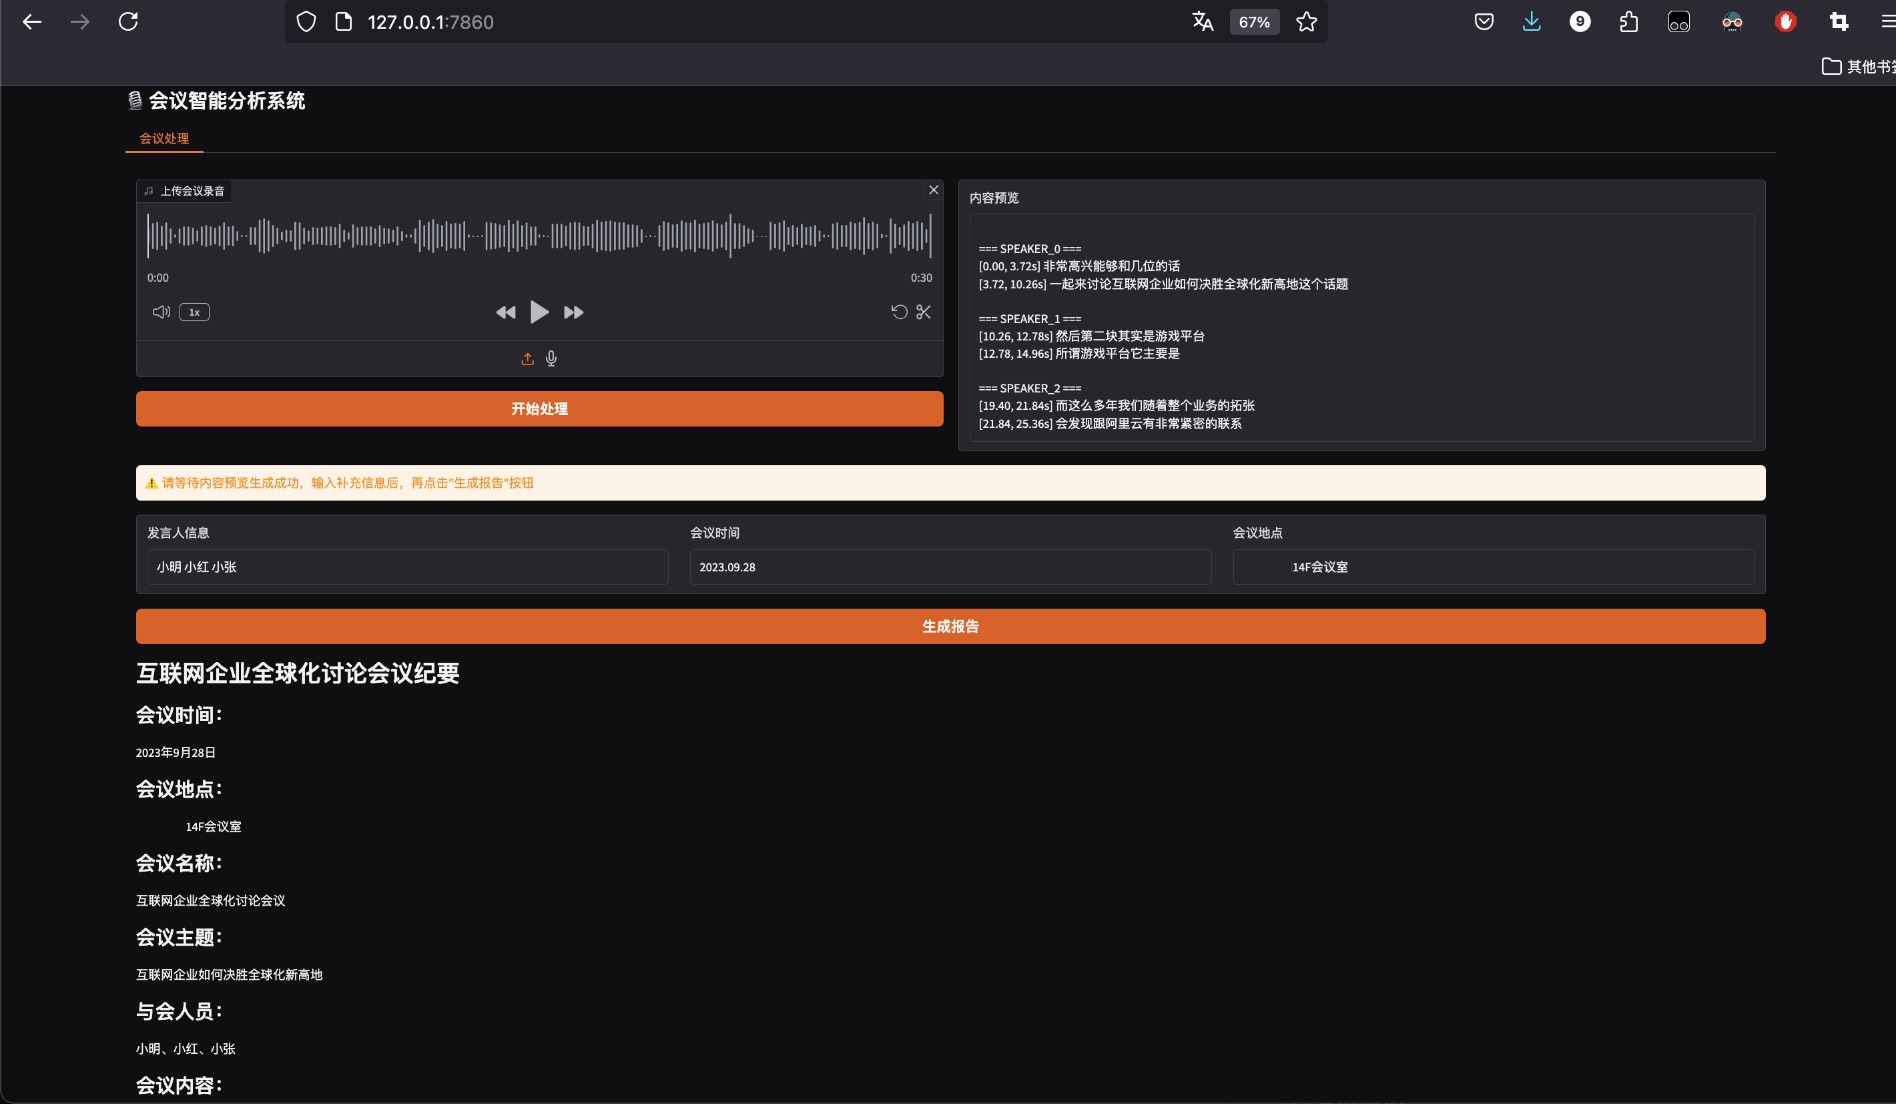 127.0.0.1:7860
67%
9
其他书签
会议智能分析系统
会议处理
上传会议录音
0:00
0:30
1x
开始处理
内容预览
=== SPEAKER_0 ===
[0.00, 3.72s] 非常高兴能够和几位的话
[3.72, 10.26s] 一起来讨论互联网企业如何决胜全球化新高地这个话题
=== SPEAKER_1 ===
[10.26, 12.78s] 然后第二块其实是游戏平台
[12.78, 14.96s] 所谓游戏平台它主要是
=== SPEAKER_2 ===
[19.40, 21.84s] 而这么多年我们随着整个业务的拓张
[21.84, 25.36s] 会发现跟阿里云有非常紧密的联系
请等待内容预览生成成功，输入补充信息后，再点击"生成报告"按钮
发言人信息
会议时间
会议地点
小明 小红 小张
2023.09.28
14F会议室
生成报告
互联网企业全球化讨论会议纪要
会议时间：
2023年9月28日
会议地点：
14F会议室
会议名称：
互联网企业全球化讨论会议
会议主题：
互联网企业如何决胜全球化新高地
与会人员：
小明、小红、小张
会议内容：